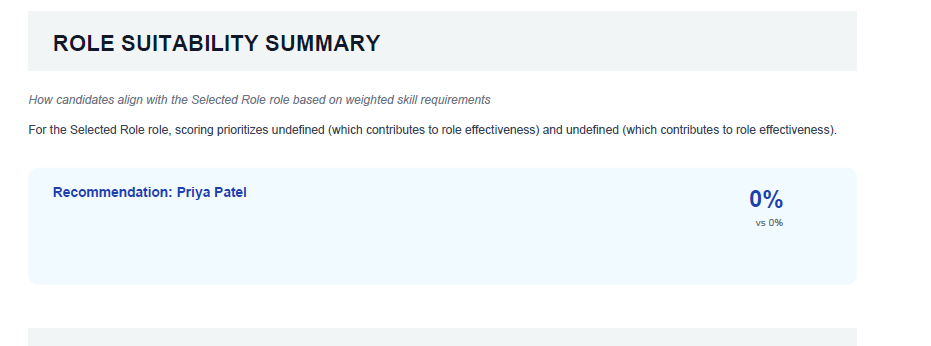 ROLE SUITABILITY SUMMARY
How candidates align with the Selected Role role based on weighted skill requirements
For the Selected Role role, scoring prioritizes undefined (which contributes to role effectiveness) and undefined (which contributes to role effectiveness).
Recommendation: Priya Patel
0%
vs 0%